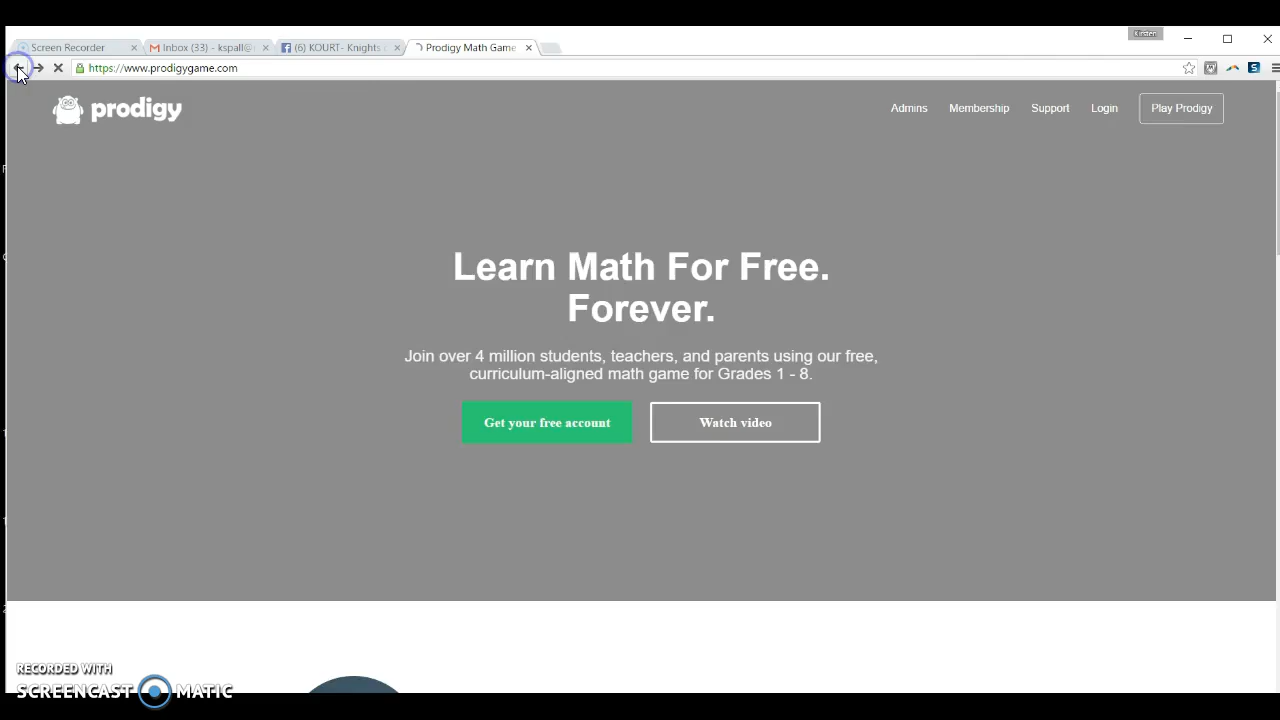 Kirsten
Screen Recorder
Inbox (33) - kspall@
(6) KOURT- Knights
Prodigy Math Game
https://www.prodigygame.com
prodigy
Admins
Membership
Support
Login
Play Prodigy
Learn Math For Free.
Forever.
Join over 4 million students, teachers, and parents using our free,
curriculum-aligned math game for Grades 1 - 8.
Get your free account
Watch video
RECORDED WITH
SCREENCAST MATIC